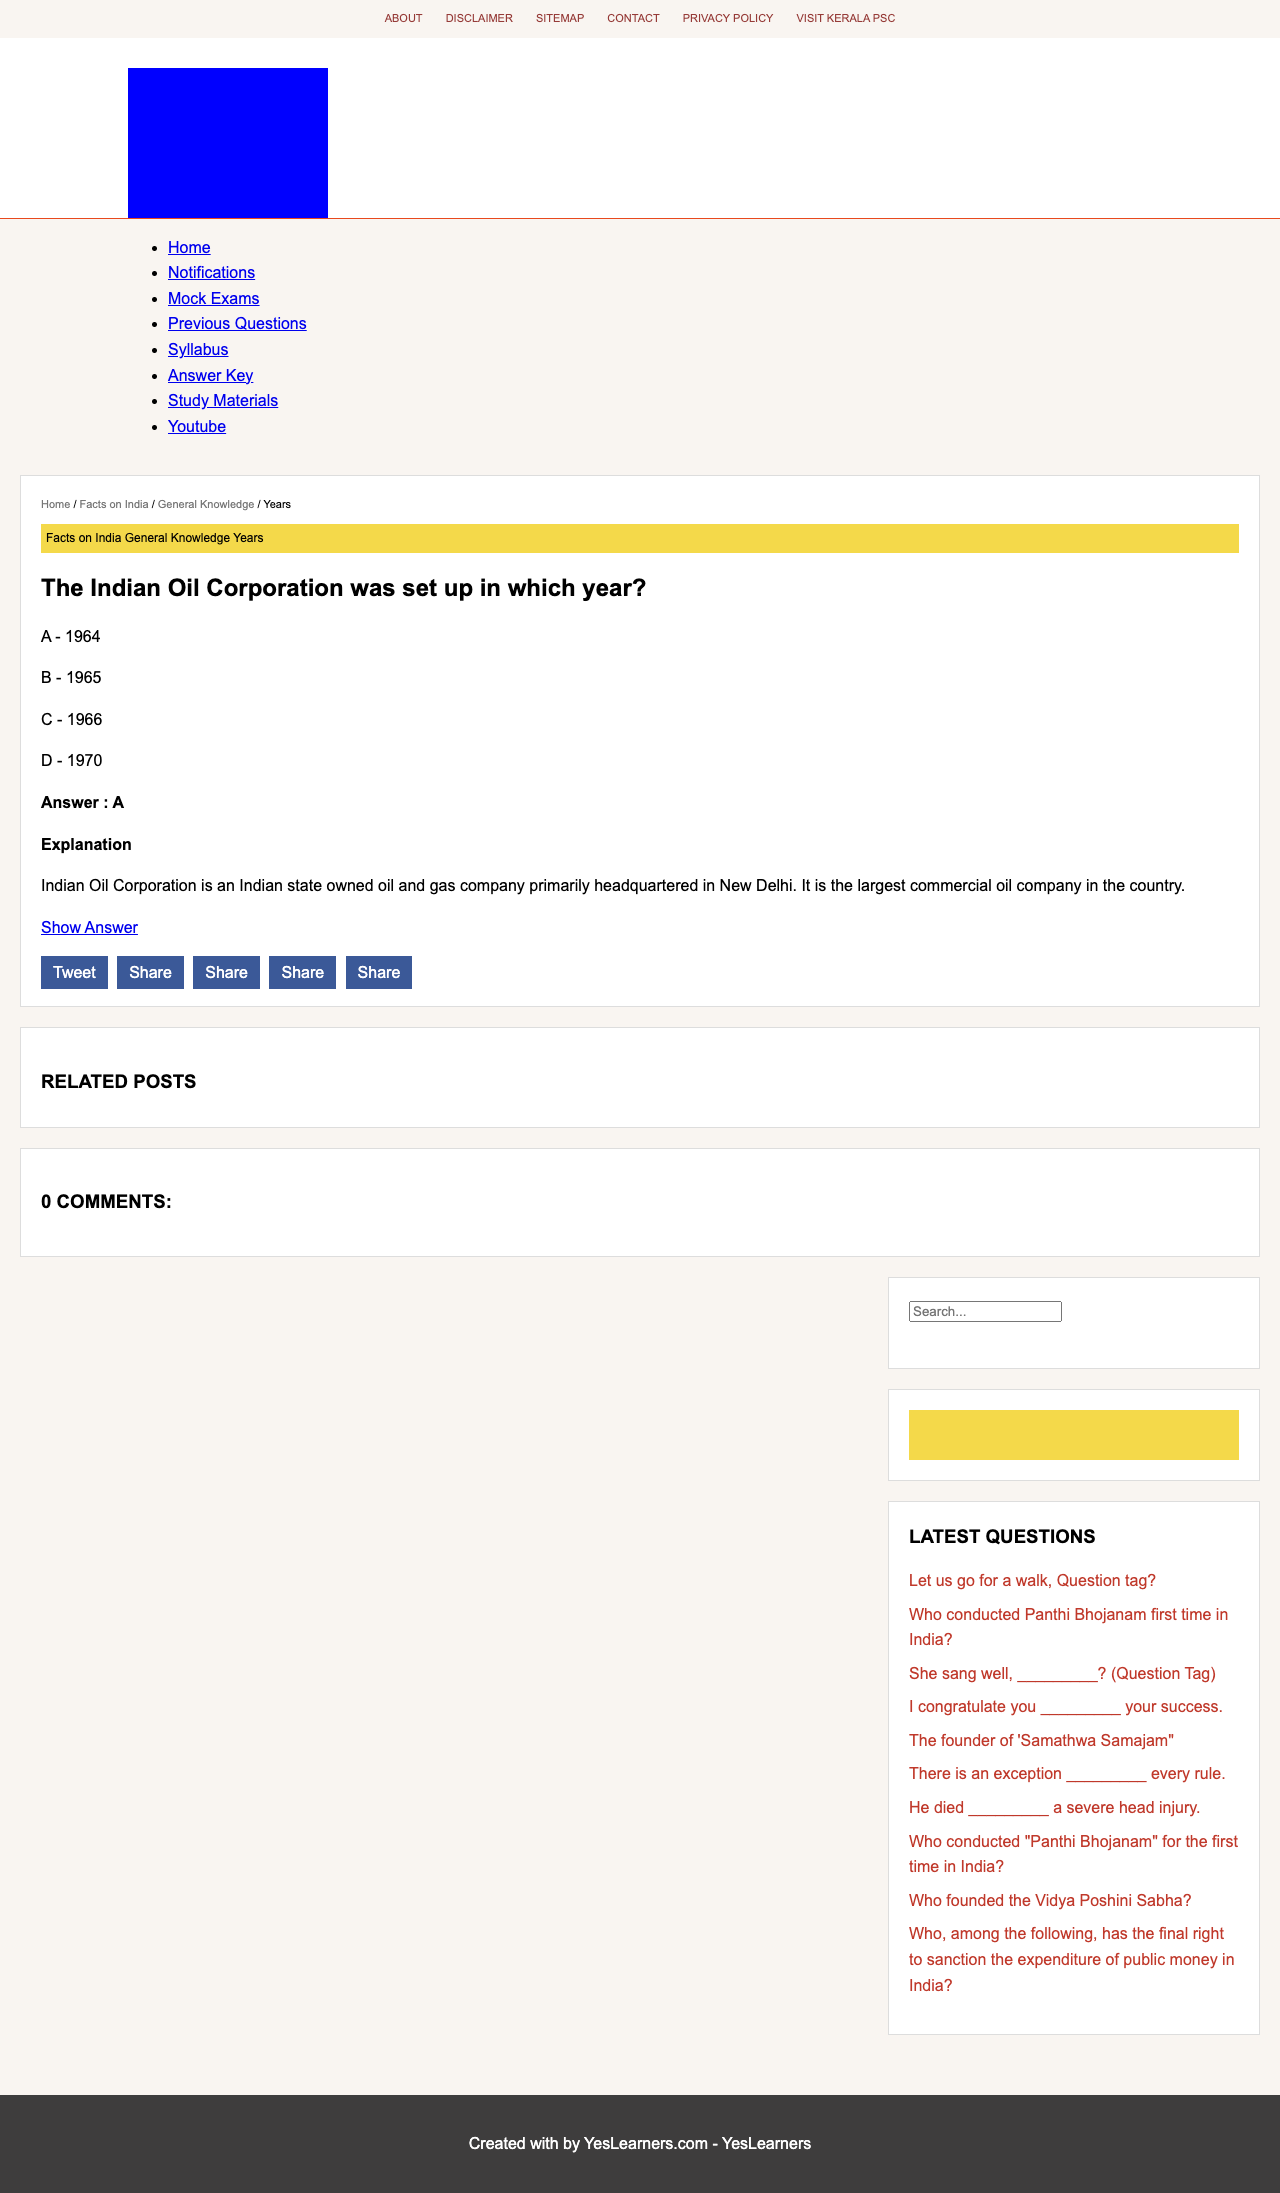 ABOUT DISCLAIMER SITEMAP CONTACT PRIVACY POLICY VISIT KERALA PSC
Home
Notifications
Mock Exams
Previous Questions
Syllabus
Answer Key
Study Materials
Youtube
Home / Facts on India / General Knowledge / Years
Facts on India General Knowledge Years
The Indian Oil Corporation was set up in which year?
A - 1964
B - 1965
C - 1966
D - 1970
Answer : A
Explanation
Indian Oil Corporation is an Indian state owned oil and gas company primarily headquartered in New Delhi. It is the largest commercial oil company in the country.
Show Answer
Tweet Share Share Share Share
RELATED POSTS
0 COMMENTS:
Search...
LATEST QUESTIONS
Let us go for a walk, Question tag?
Who conducted Panthi Bhojanam first time in
India?
She sang well, _________? (Question Tag)
I congratulate you _________ your success.
The founder of 'Samathwa Samajam"
There is an exception _________ every rule.
He died _________ a severe head injury.
Who conducted "Panthi Bhojanam" for the first
time in India?
Who founded the Vidya Poshini Sabha?
Who, among the following, has the final right
to sanction the expenditure of public money in
India?
Created with by YesLearners.com - YesLearners